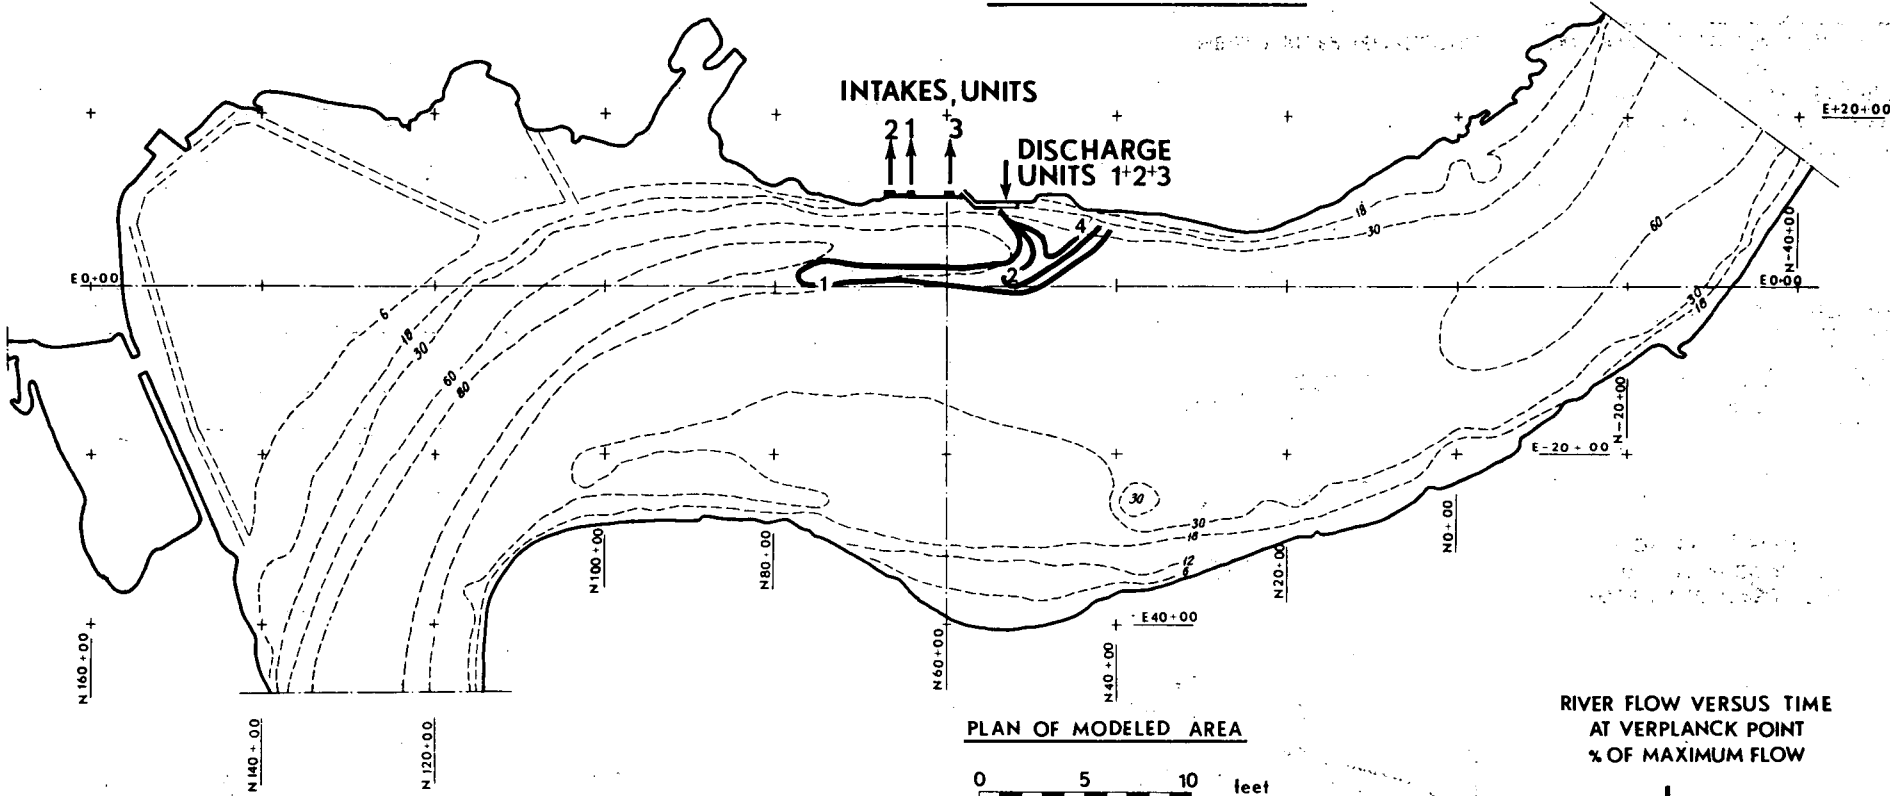 INTAKES, UNITS
2 1 3
DISCHARGE
UNITS 1+2+3
E+20+00
18
30
60
4
2
1
N-40+00
E0+00
E0+00
6
18
30
60
80
30
18
N-20+00
E-20+00
30
30
18
12
6
N0+00
N20+00
N100+00
N80+00
E40+00
N160+00
N60+00
N40+00
N140+00
N120+00
PLAN OF MODELED AREA
0 5 10 feet
RIVER FLOW VERSUS TIME
AT VERPLANCK POINT
% OF MAXIMUM FLOW